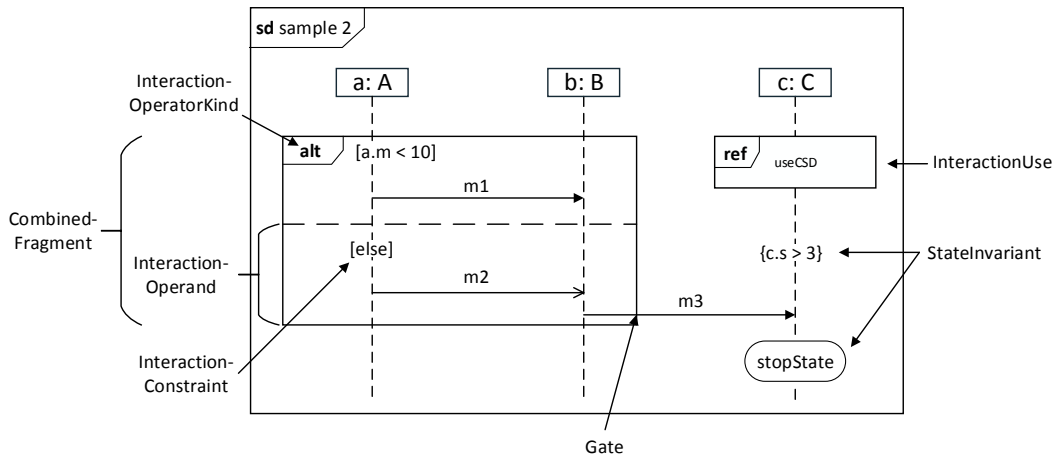 sd sample 2
a: A
b: B
c: C
Interaction-
OperatorKind
alt
[a.m < 10]
ref
useCSD
InteractionUse
m1
Combined-
Fragment
[else]
{c.s > 3}
StateInvariant
Interaction-
Operand
m2
m3
Interaction-
Constraint
stopState
Gate